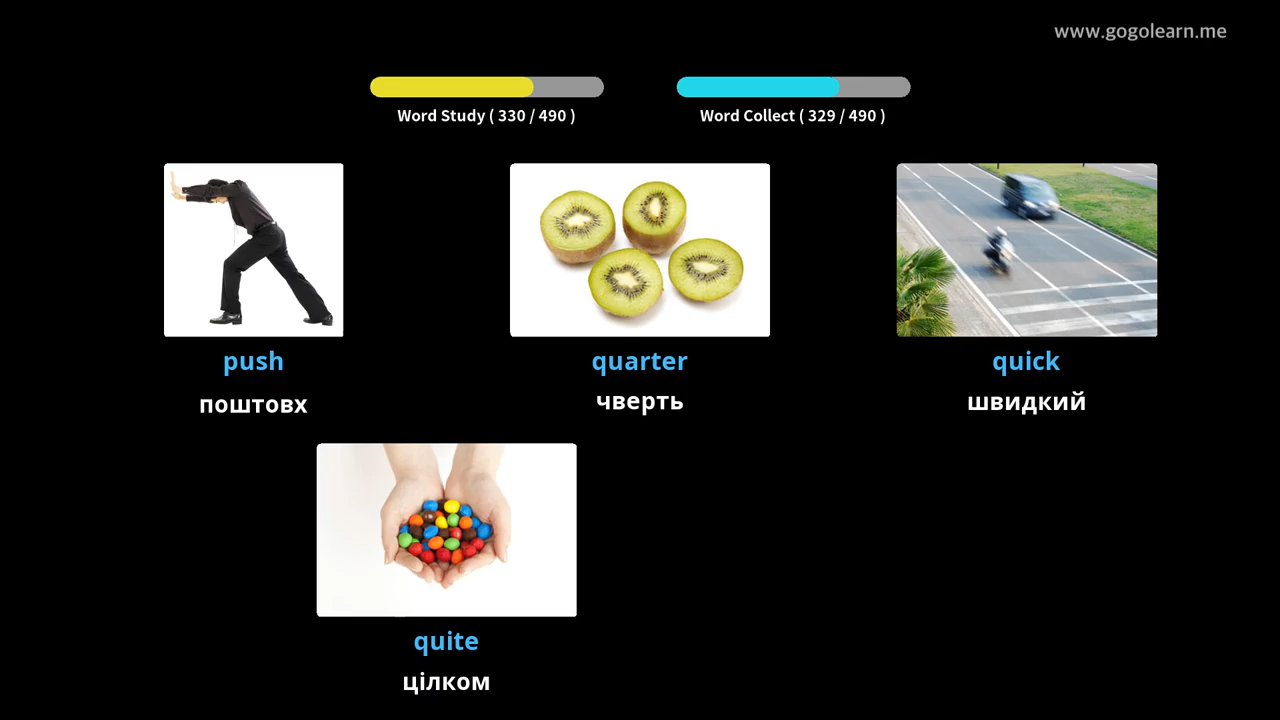 www.gogolearn.me
Word Study ( 330 / 490 )
Word Collect ( 329 / 490 )
push
quarter
quick
поштовх
чверть
швидкий
quite
цілком